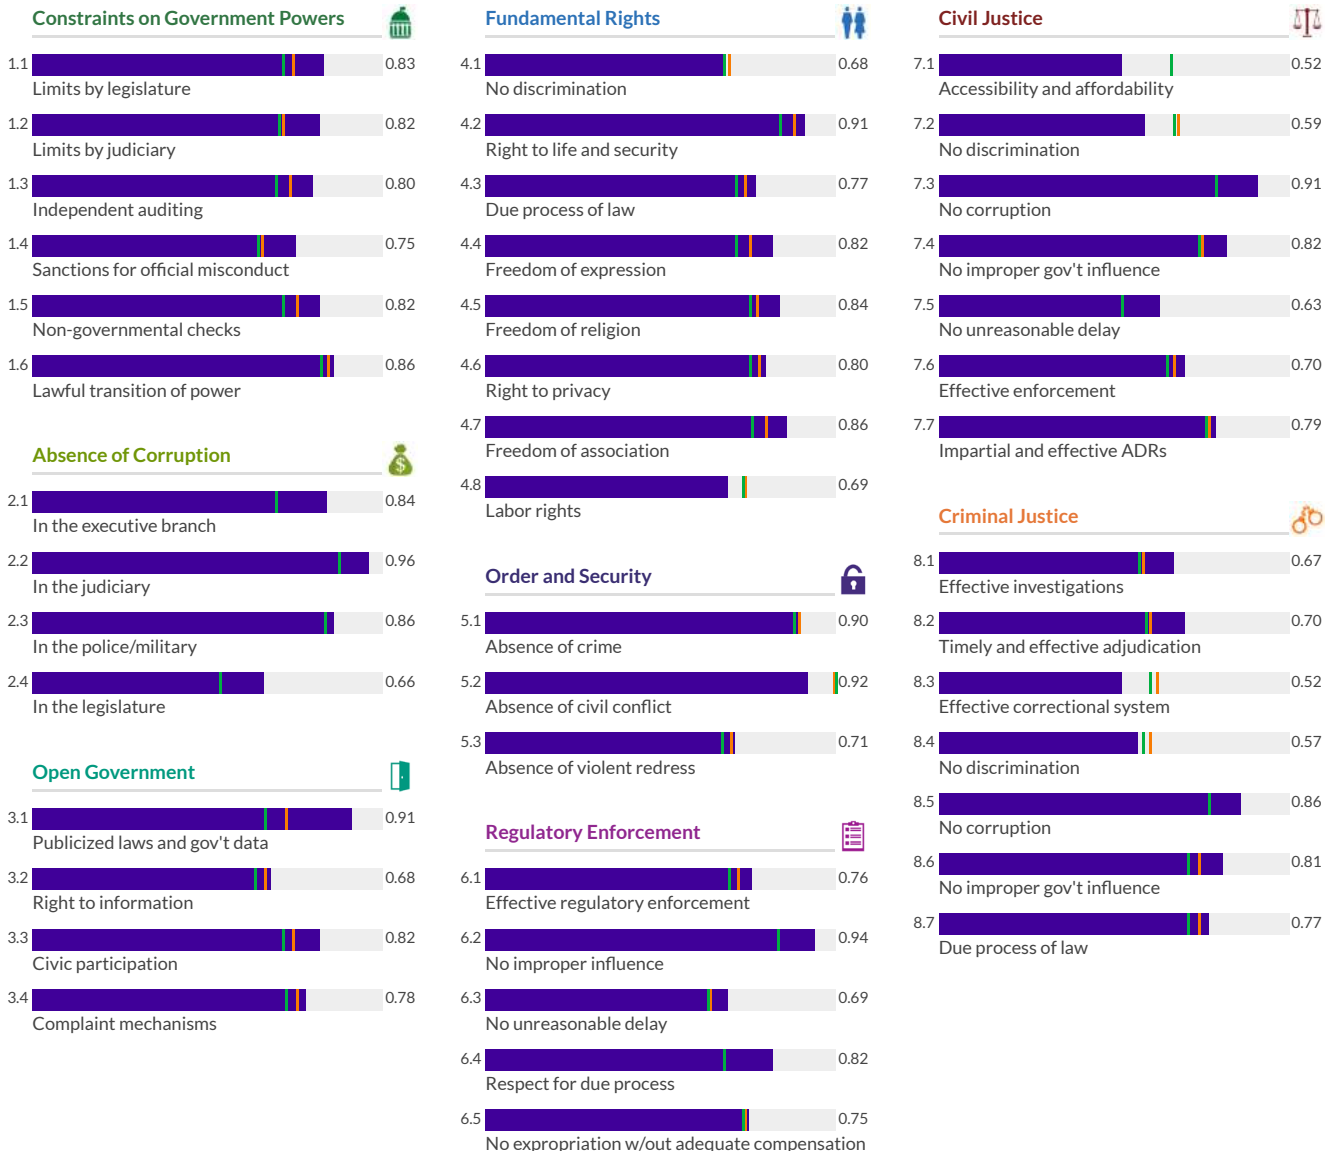 Constraints on Government Powers
1.1 0.83
Limits by legislature
1.2 0.82
Limits by judiciary
1.3 0.80
Independent auditing
1.4 0.75
Sanctions for official misconduct
1.5 0.82
Non-governmental checks
1.6 0.86
Lawful transition of power
Absence of Corruption
$
2.1 0.84
In the executive branch
2.2 0.96
In the judiciary
2.3 0.86
In the police/military
2.4 0.66
In the legislature
Open Government
3.1 0.91
Publicized laws and gov't data
3.2 0.68
Right to information
3.3 0.82
Civic participation
3.4 0.78
Complaint mechanisms
Fundamental Rights
4.1 0.68
No discrimination
4.2 0.91
Right to life and security
4.3 0.77
Due process of law
4.4 0.82
Freedom of expression
4.5 0.84
Freedom of religion
4.6 0.80
Right to privacy
4.7 0.86
Freedom of association
4.8 0.69
Labor rights
Order and Security
5.1 0.90
Absence of crime
5.2 0.92
Absence of civil conflict
5.3 0.71
Absence of violent redress
Regulatory Enforcement
6.1 0.76
Effective regulatory enforcement
6.2 0.94
No improper influence
6.3 0.69
No unreasonable delay
6.4 0.82
Respect for due process
6.5 0.75
No expropriation w/out adequate compensation
Civil Justice
7.1 0.52
Accessibility and affordability
7.2 0.59
No discrimination
7.3 0.91
No corruption
7.4 0.82
No improper gov't influence
7.5 0.63
No unreasonable delay
7.6 0.70
Effective enforcement
7.7 0.79
Impartial and effective ADRs
Criminal Justice
8.1 0.67
Effective investigations
8.2 0.70
Timely and effective adjudication
8.3 0.52
Effective correctional system
8.4 0.57
No discrimination
8.5 0.86
No corruption
8.6 0.81
No improper gov't influence
8.7 0.77
Due process of law